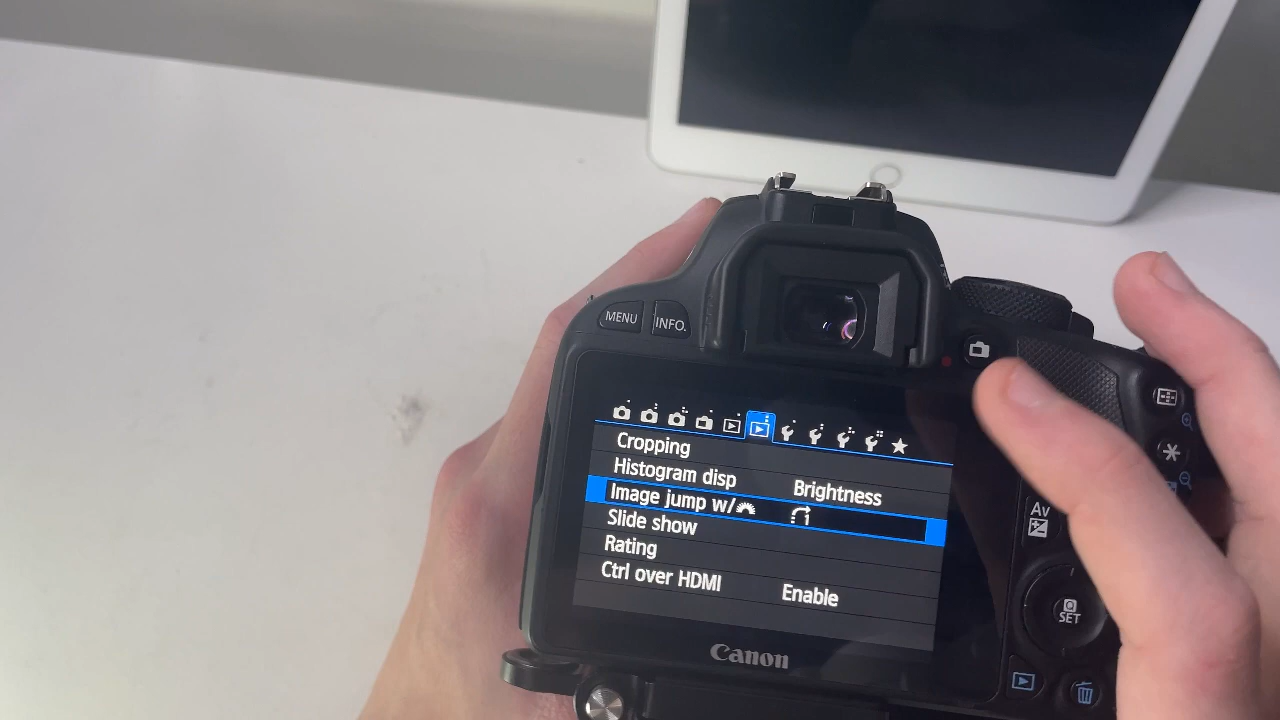 MENU
INFO.
Cropping
Histogram disp Brightness
Image jump w/
Slide show
Rating
Ctrl over HDMI Enable
Av
Q
SET
Canon